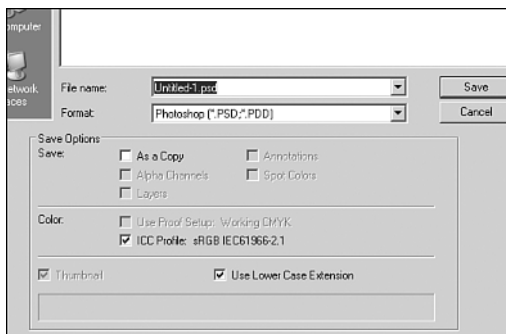 omputer
etwork
aces
File name: Untitled-1.psd Save
Format: Photoshop (*.PSD;*.PDD) Cancel
Save Options
Save: As a Copy Annotations
Alpha Channels Spot Colors
Layers
Color: Use Proof Setup: Working CMYK
ICC Profile: sRGB IEC61966-2.1
Thumbnail Use Lower Case Extension